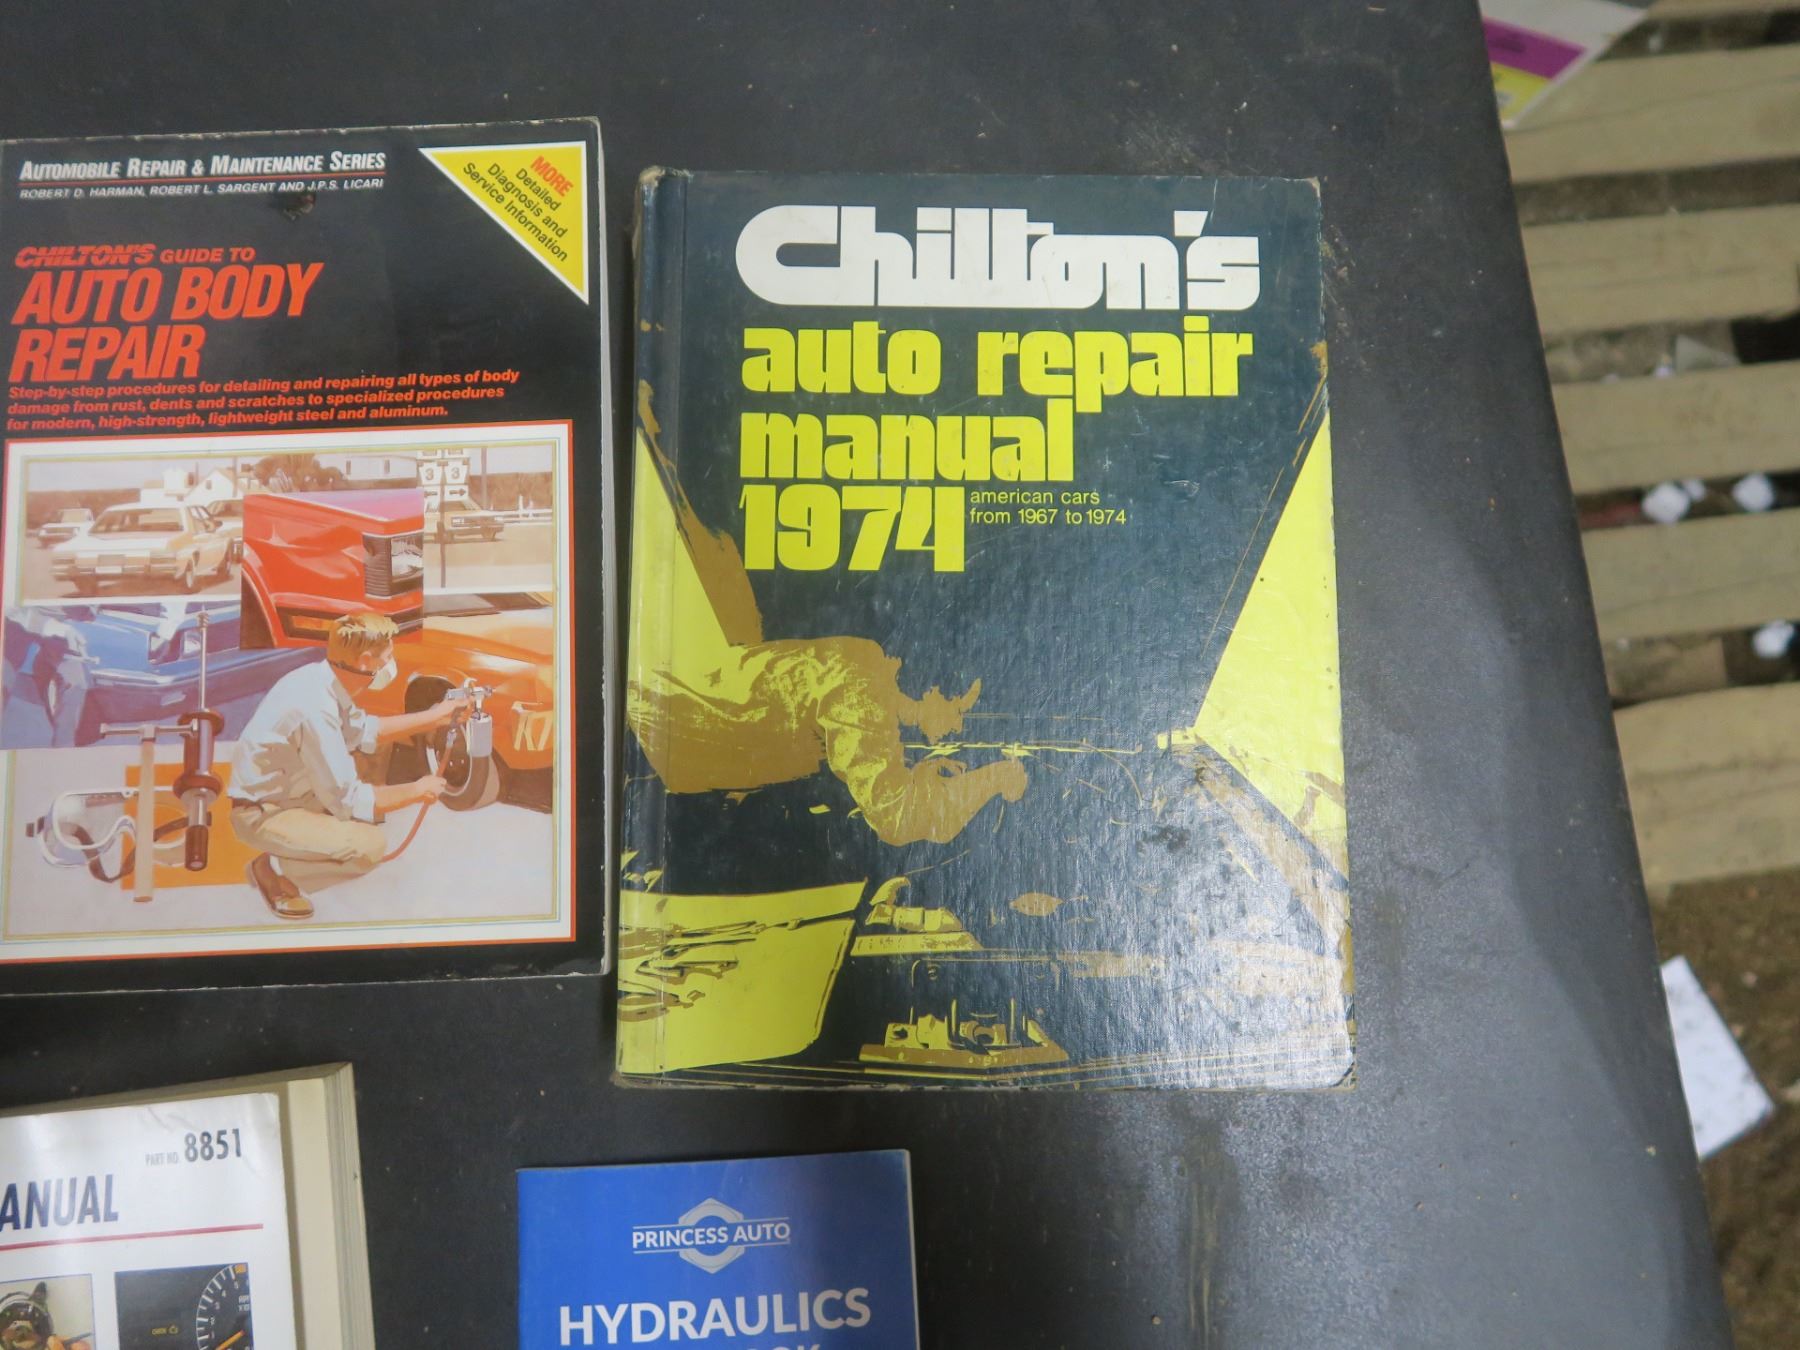 AUTOMOBILE REPAIR & MAINTENANCE SERIES
ROBERT D. HARMAN, ROBERT L. SARGENT AND J.P.S. LICARI
MORE
Detailed
Diagnosis and
Service Information
CHILTON'S GUIDE TO
AUTO BODY
REPAIR
Step-by-step procedures for detailing and repairing all types of body
damage from rust, dents and scratches to specialized procedures
for modern, high-strength, lightweight steel and aluminum.
3 3
K7
Chilton's
auto repair
manual
1974
american cars
from 1967 to 1974
PART NO. 8851
ANUAL
PRINCESS AUTO
HYDRAULICS